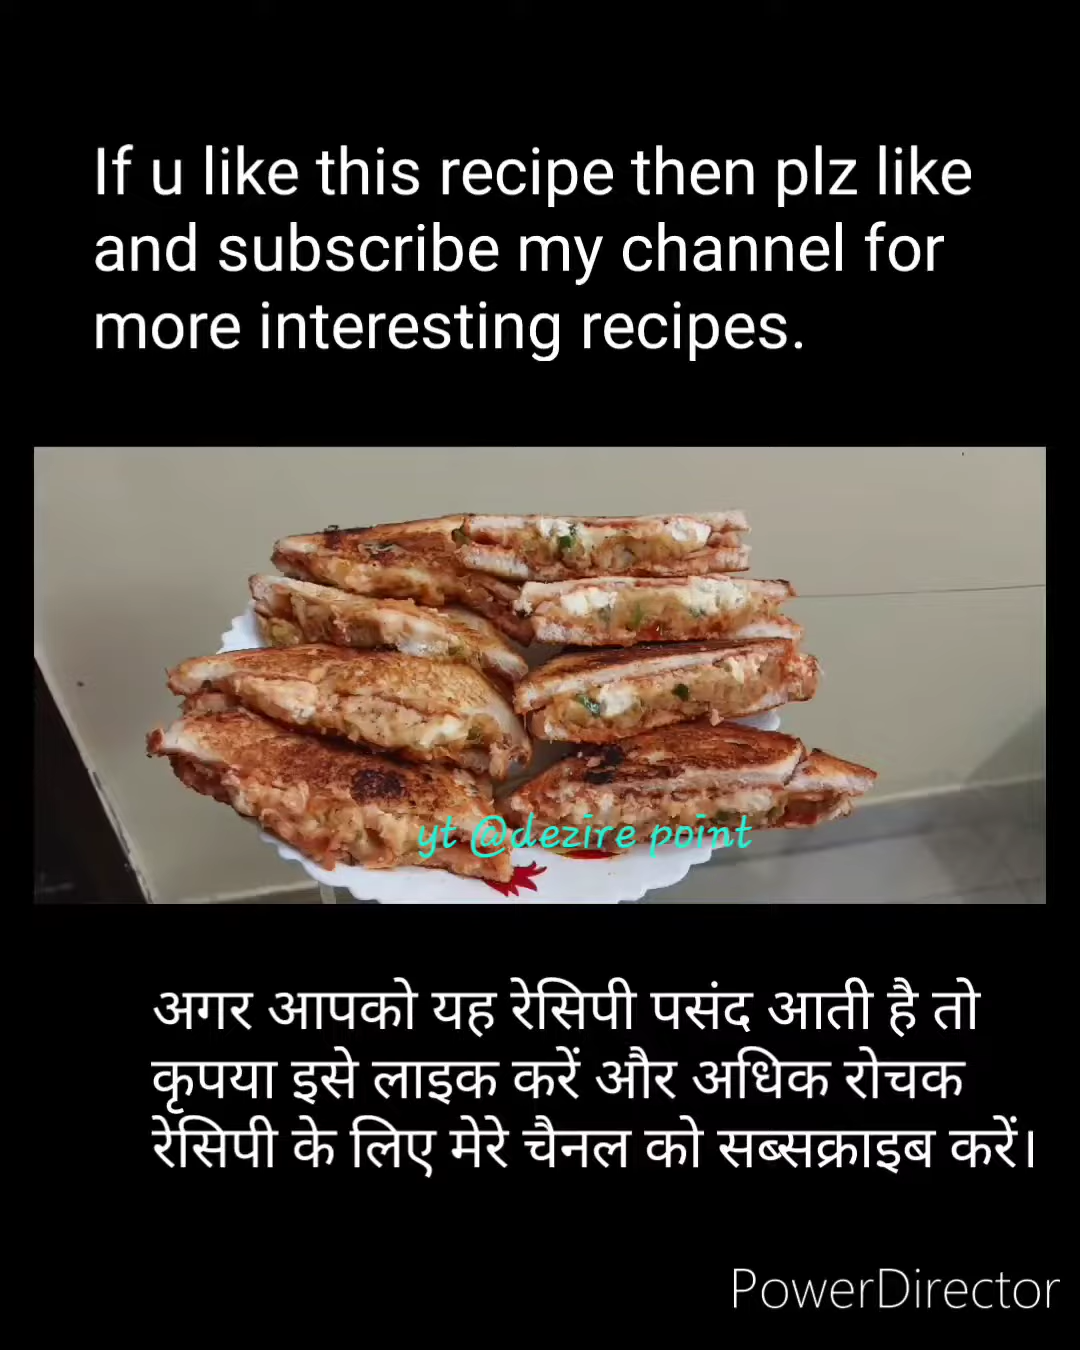 If u like this recipe then plz like
and subscribe my channel for
more interesting recipes.
yt @dezire point
अगर आपको यह रेसिपी पसंद आती है तो
कृपया इसे लाइक करें और अधिक रोचक
रेसिपी के लिए मेरे चैनल को सब्सक्राइब करें।
PowerDirector